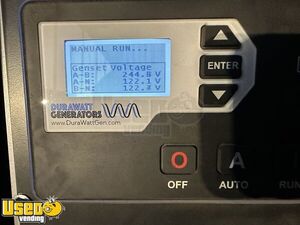 MANUAL RUN...
Genset Voltage
A-B: 244.8 V
A-N: 122.1 V
B-N: 122.7 V
ENTER
DURAWATT
GENERATORS
www.DuraWattGen.com
O A
OFF AUTO RUN
Used